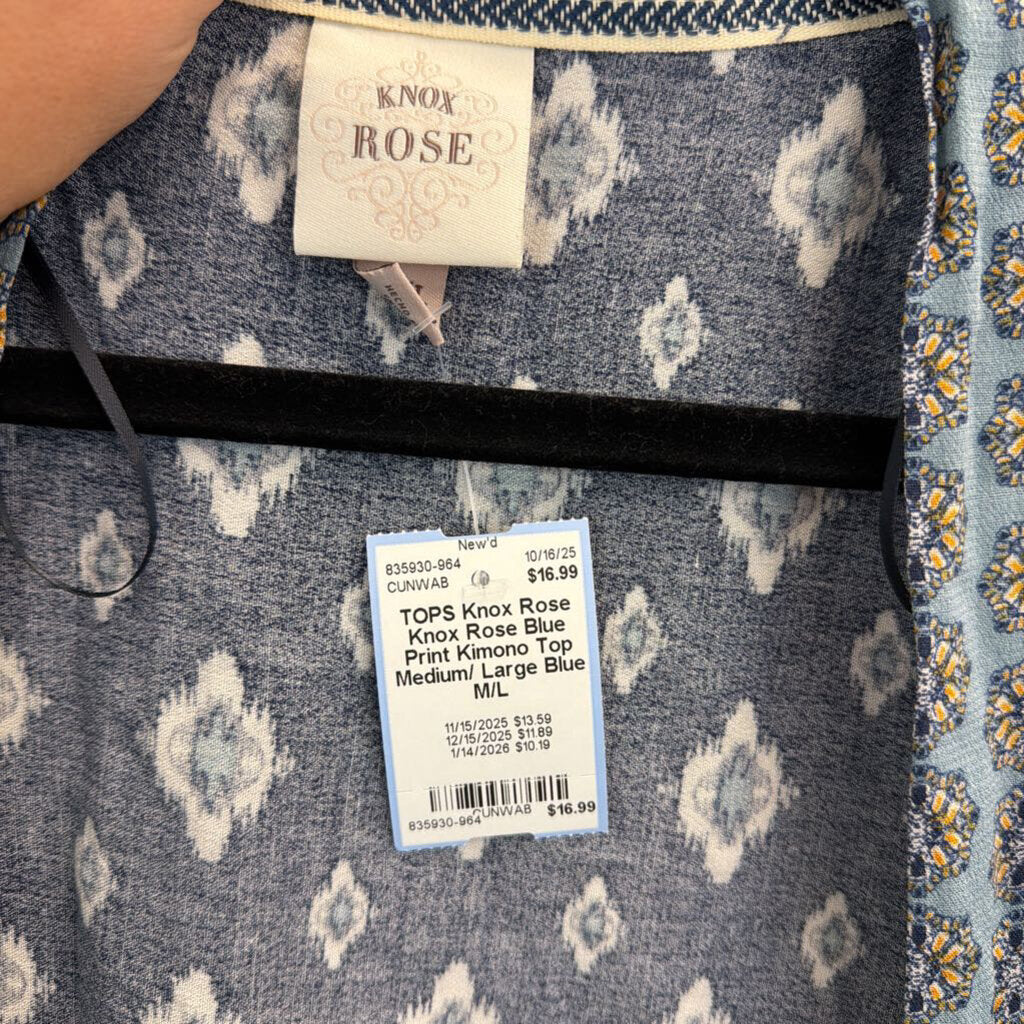 KNOX
ROSE
HECHO
New'd
835930-964 10/16/25
CUNWAB $16.99
TOPS Knox Rose
Knox Rose Blue
Print Kimono Top
Medium/ Large Blue
M/L
11/15/2025 $13.59
12/15/2025 $11.89
1/14/2026 $10.19
835930-964 CUNWAB $16.99